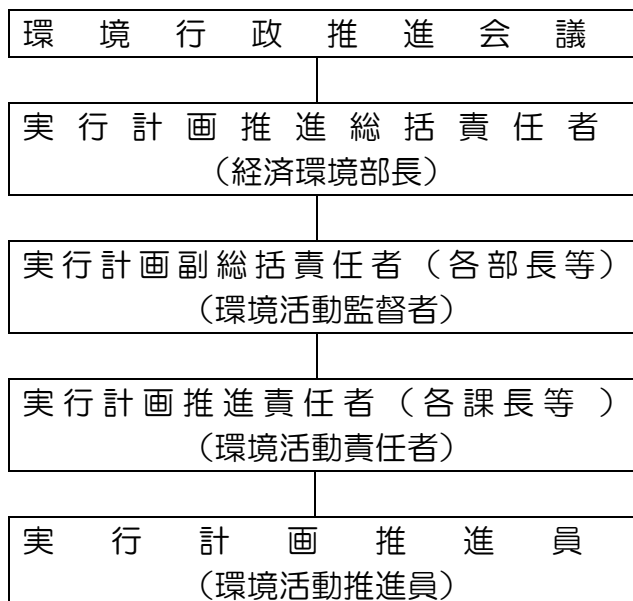 環境行政推進会議
実行計画推進総括責任者
（経済環境部長）
実行計画副総括責任者（各部長等）
（環境活動監督者）
実行計画推進責任者（各課長等）
（環境活動責任者）
実行計画推進員
（環境活動推進員）